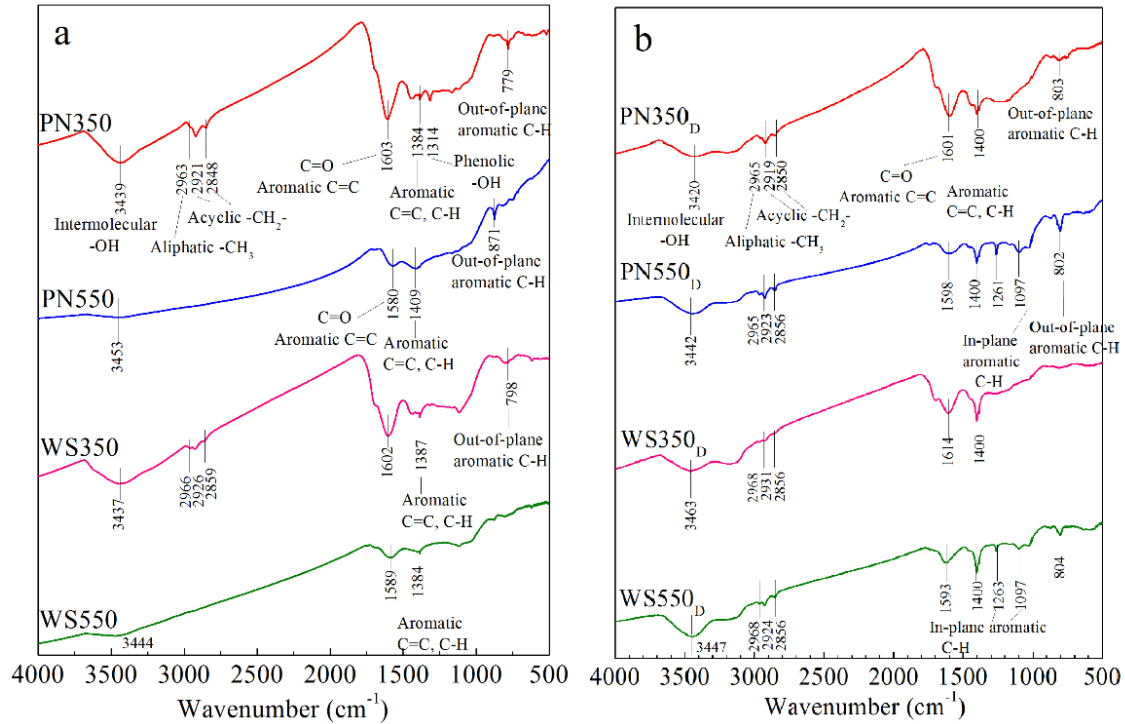 a
779
Out-of-plane
aromatic C-H
PN350
3439
2963
2921
2848
1603
1384
1314
C=O
Aromatic C=C
Phenolic
-OH
Aromatic
C=C, C-H
Intermolecular
-OH
Acyclic -CH2-
Aliphatic -CH3
871
Out-of-plane
aromatic C-H
PN550
3453
1580
1409
C=O
Aromatic C=C
Aromatic
C=C, C-H
798
Out-of-plane
aromatic C-H
WS350
3437
2966
2926
2859
1602
1387
Aromatic
C=C, C-H
WS550
3444
1589
1384
Aromatic
C=C, C-H
4000 3500 3000 2500 2000 1500 1000 500
Wavenumber (cm-1)
b
803
Out-of-plane
aromatic C-H
PN350D
3420
2965
2919
2850
1601
1400
C=O
Aromatic C=C
Aromatic
C=C, C-H
Intermolecular
-OH
Acyclic -CH2-
Aliphatic -CH3
PN550D
3442
2965
2923
2856
1598
1400
1261
1097
802
In-plane
aromatic
C-H
Out-of-plane
aromatic C-H
WS350D
3463
2968
2931
2856
1614
1400
WS550D
3447
2968
2924
2856
1593
1400
1263
1097
804
In-plane aromatic
C-H
4000 3500 3000 2500 2000 1500 1000 500
Wavenumber (cm-1)